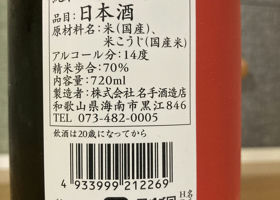 品目：日本酒
原材料名：米（国産）、
米こうじ（国産米）
アルコール分：14度
精米歩合：70%
内容量：720ml
製造者：株式会社名手酒造店
和歌山県海南市黒江846
TEL 073-482-0005
飲酒は20歳になってから
4 933999 212269